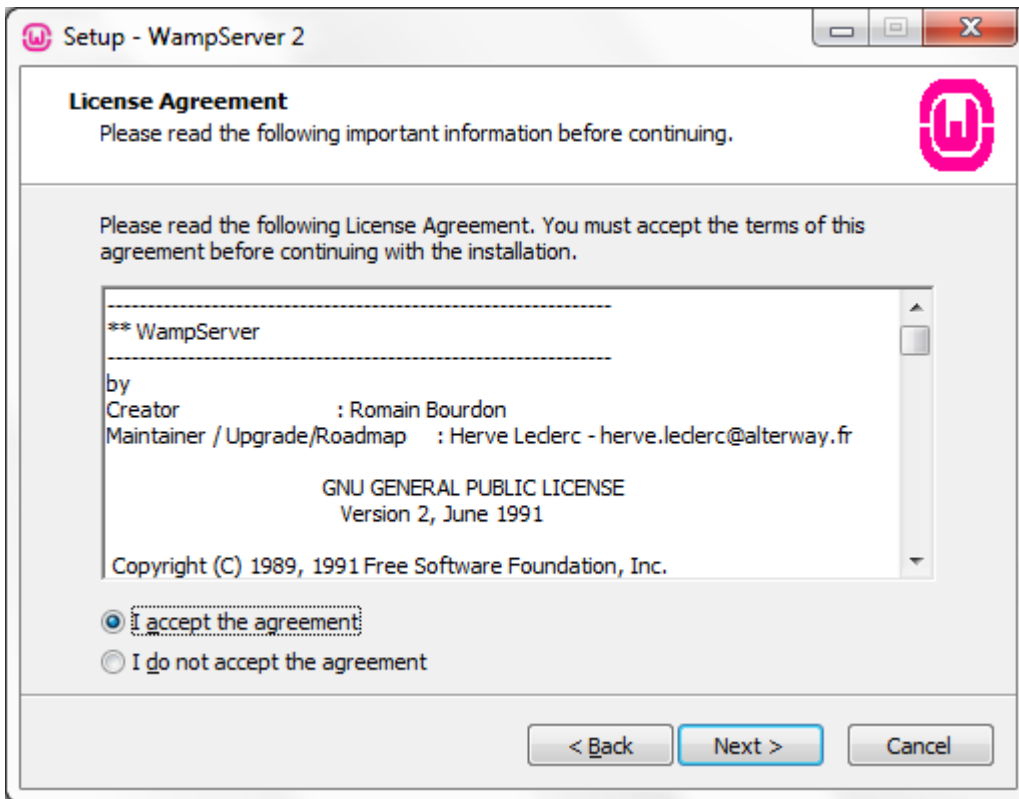 Setup - WampServer 2
License Agreement
Please read the following important information before continuing.
Please read the following License Agreement. You must accept the terms of this
agreement before continuing with the installation.
----------------------------------------------------------------
** WampServer
----------------------------------------------------------------
by
Creator : Romain Bourdon
Maintainer / Upgrade/Roadmap : Herve Leclerc - herve.leclerc@alterway.fr
GNU GENERAL PUBLIC LICENSE
Version 2, June 1991
Copyright (C) 1989, 1991 Free Software Foundation, Inc.
I accept the agreement
I do not accept the agreement
< Back Next > Cancel